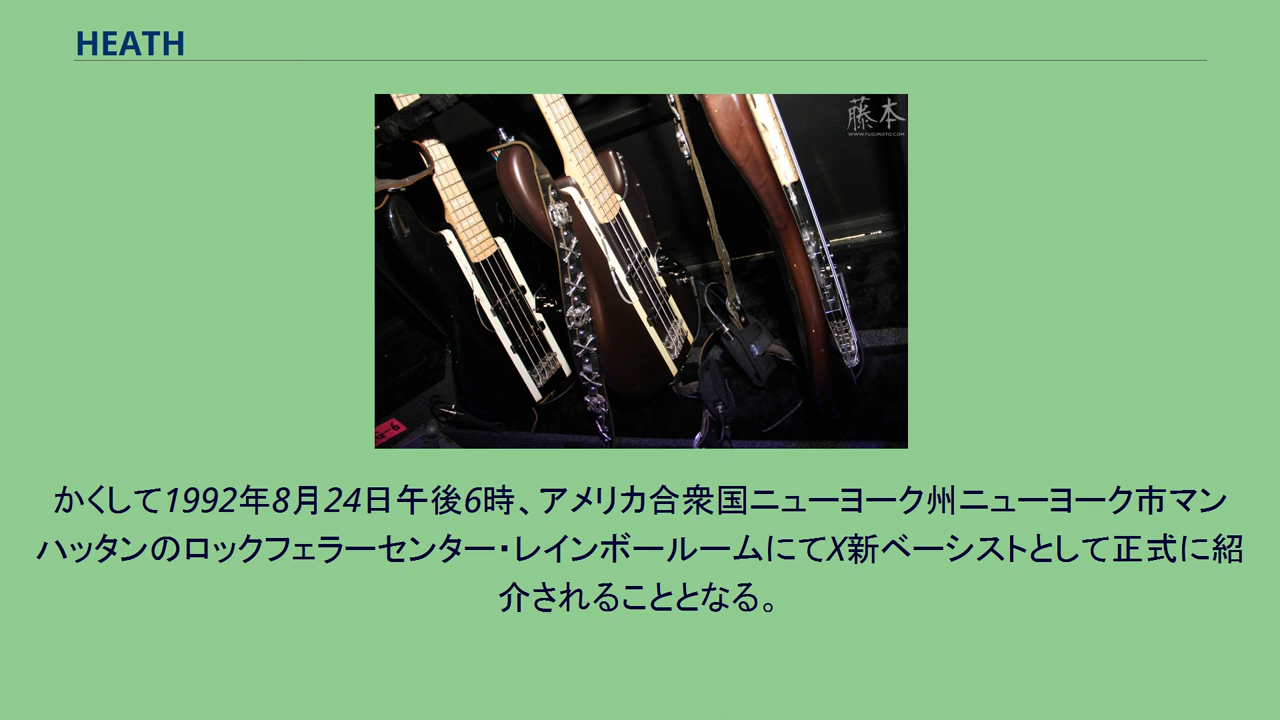 HEATH
藤本
WWW.FUGIMOTO.COM
かくして1992年8月24日午後6時、アメリカ合衆国ニューヨーク州ニューヨーク市マン
ハッタンのロックフェラーセンター・レインボールームにてX新ベーシストとして正式に紹
介されることとなる。